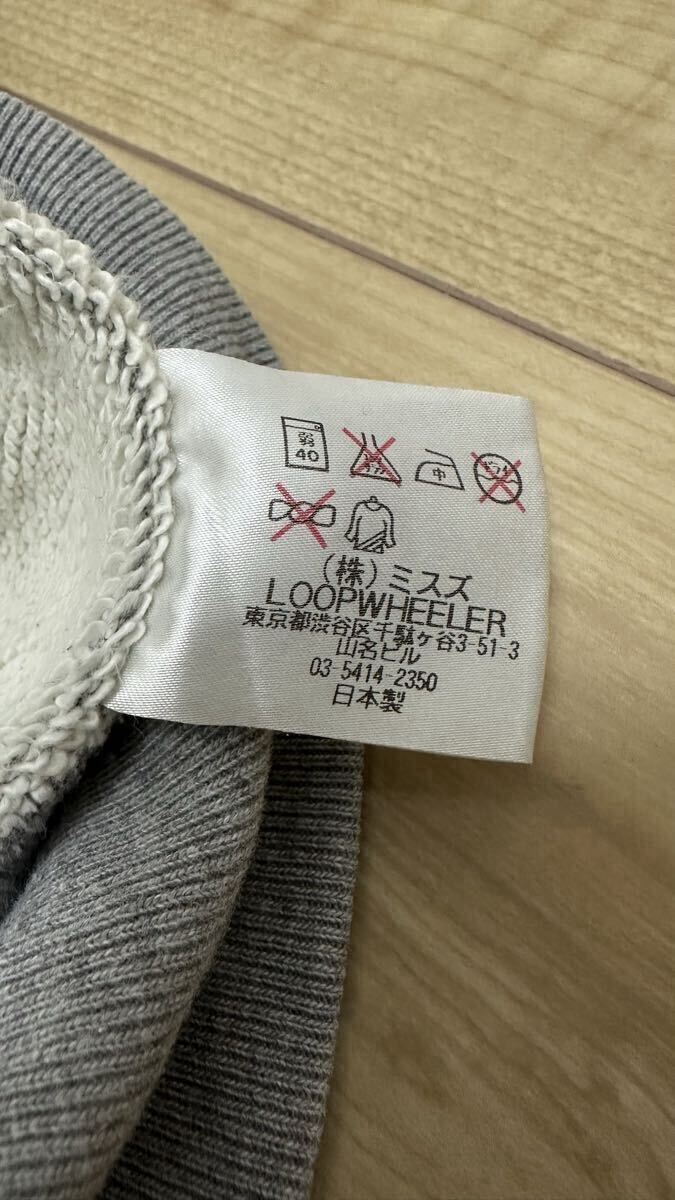 弱
40
中
(株)ミスズ
LOOPWHEELER
東京都渋谷区千駄ヶ谷3-51-3
山名ビル
03-5414-2350
日本製